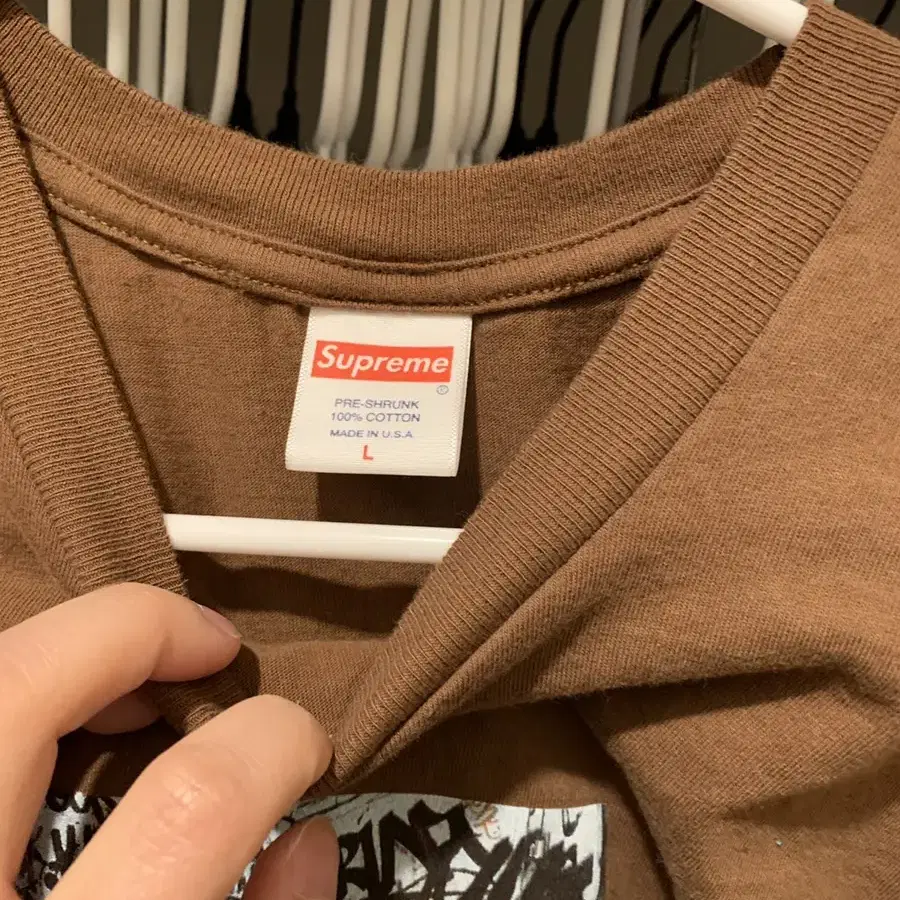 Supreme
®
PRE-SHRUNK
100% COTTON
MADE IN U.S.A.
L